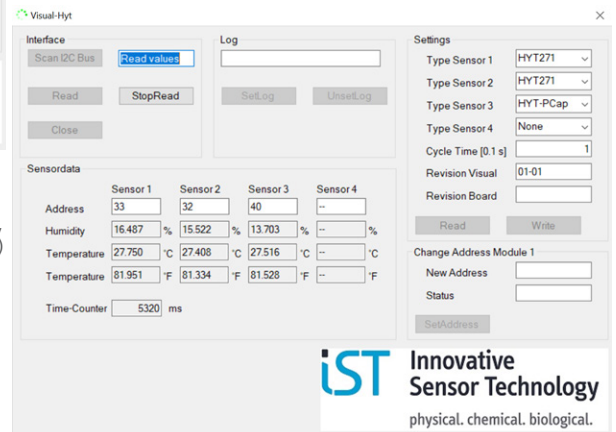 Visual-Hyt
Interface
Scan I2C Bus Read values
Read StopRead
Close
Log
SetLog UnsetLog
Settings
Type Sensor 1 HYT271
Type Sensor 2 HYT271
Type Sensor 3 HYT-PCap
Type Sensor 4 None
Cycle Time [0.1 s] 1
Revision Visual 01-01
Revision Board
Read Write
Sensordata
Sensor 1 Sensor 2 Sensor 3 Sensor 4
Address 33 32 40 --
Humidity 16.487 % 15.522 % 13.703 % -- %
Temperature 27.750 °C 27.408 °C 27.516 °C -- °C
Temperature 81.951 °F 81.334 °F 81.528 °F -- °F
Time-Counter 5320 ms
Change Address Module 1
New Address
Status
SetAddress
iST Innovative
Sensor Technology
physical. chemical. biological.